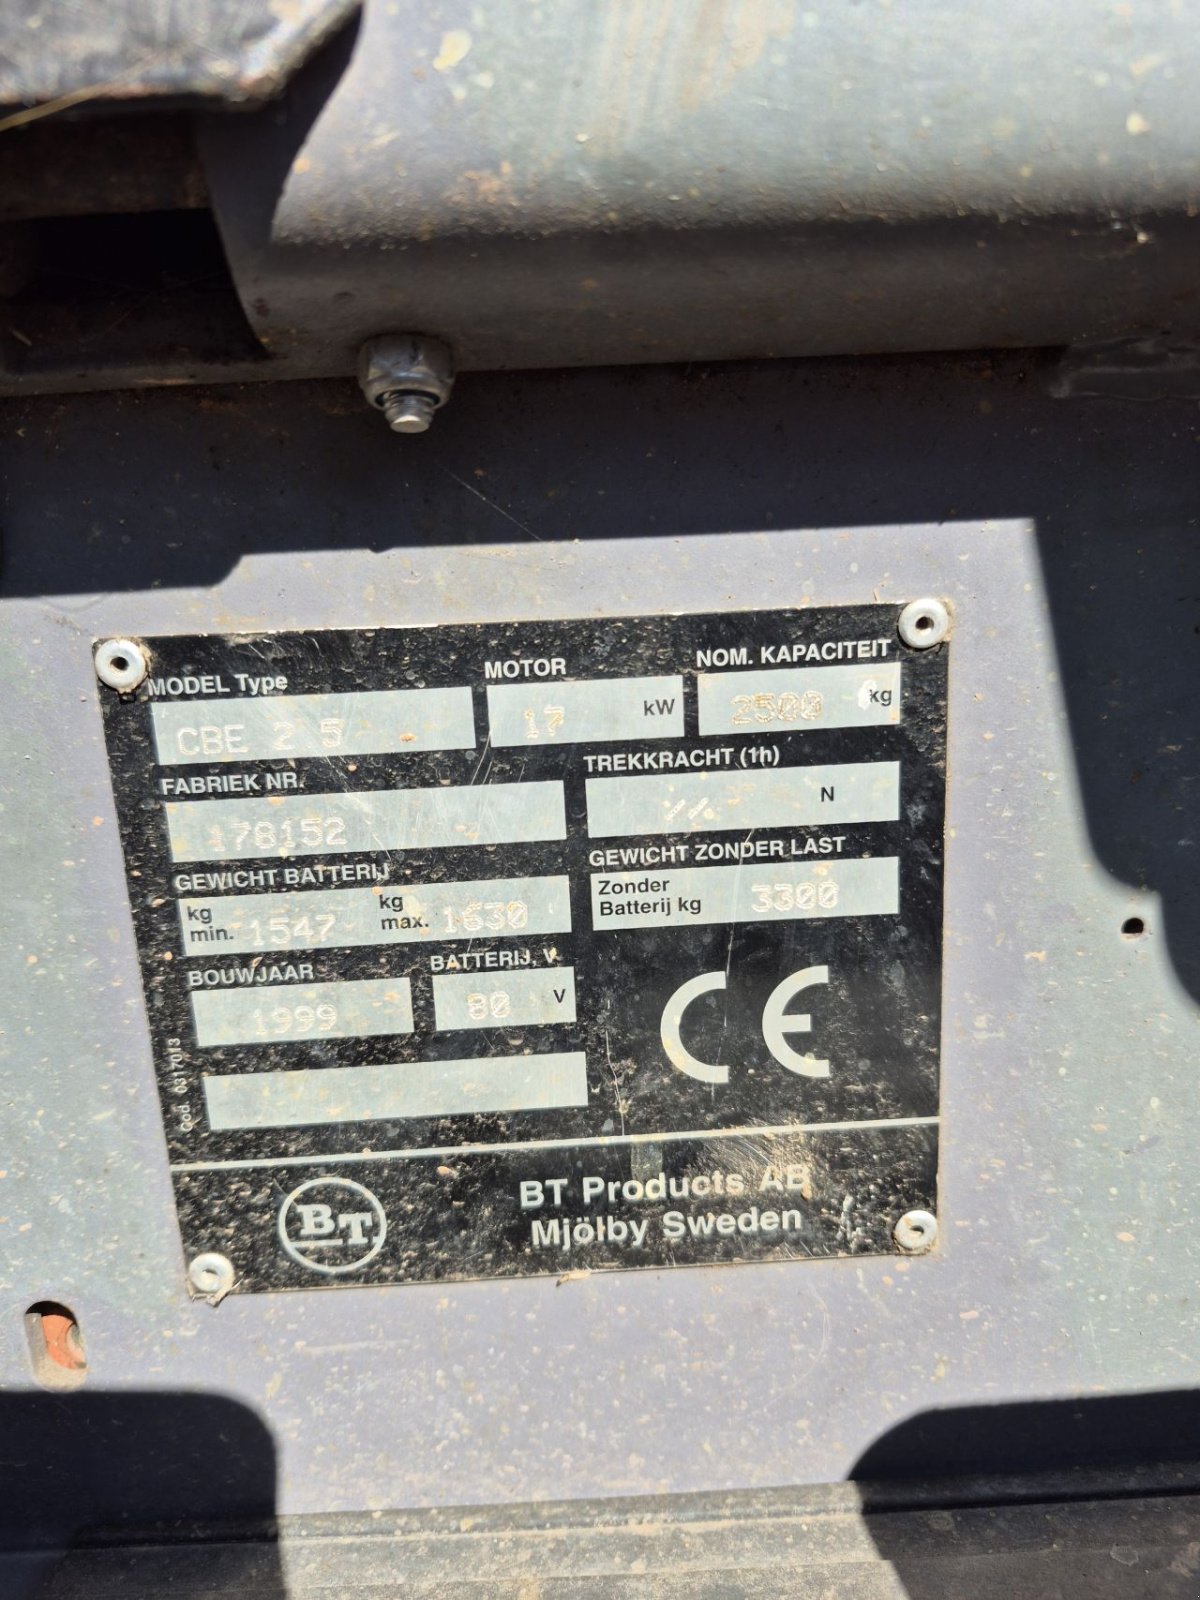 MODEL Type
CBE 2 5
MOTOR
17 kW
NOM. KAPACITEIT
2500 kg
FABRIEK NR.
178152
TREKKRACHT (1h)
// N
GEWICHT BATTERIJ
kg min. 1547 kg max. 1630
GEWICHT ZONDER LAST
Zonder
Batterij kg 3300
BOUWJAAR
1999
BATTERIJ, V
80 V
CE
Cod. 0317013
BT
BT Products AB
Mjölby Sweden